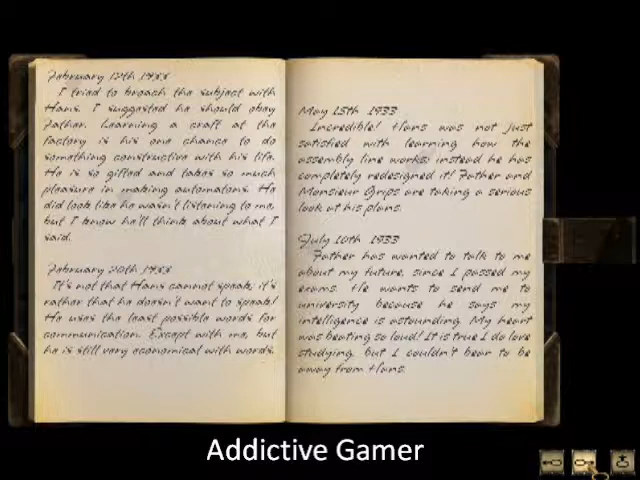 February 12th 1933
I tried to broach the subject with
Hans. I suggested he should obey
Father. Learning a craft at the
factory is his one chance to do
something constructive with his life.
He is so gifted and takes so much
pleasure in making automatons. He
did look like he wasn't listening to me,
but I know he'll think about what I
said.
February 20th 1933
It's not that Hans cannot speak, it's
rather that he doesn't want to speak!
He uses the least possible words for
communication. Except with me, but
he is still very economical with words.
May 15th 1933
Incredible! Hans was not just
satisfied with learning how the
assembly line works: instead he has
completely redesigned it! Father and
Monsieur Grips are taking a serious
look at his plans.
July 10th 1933
Father has wanted to talk to me
about my future, since I passed my
exams. He wants to send me to
university because he says my
intelligence is astounding. My heart
was beating so loud! It is true I do love
studying, but I couldn't bear to be
away from Hans.
Addictive Gamer